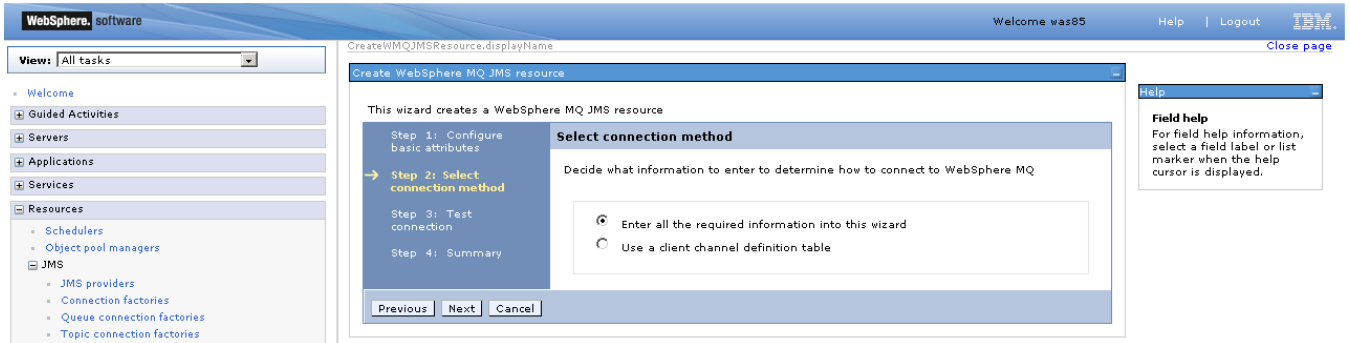 WebSphere. software
Welcome was85
Help | Logout
IBM.
View: All tasks
Welcome
Guided Activities
Servers
Applications
Services
Resources
Schedulers
Object pool managers
JMS
JMS providers
Connection factories
Queue connection factories
Topic connection factories
CreateWMQJMSResource.displayName
Close page
Create WebSphere MQ JMS resource
This wizard creates a WebSphere MQ JMS resource
Step 1: Configure
basic attributes
Step 2: Select
connection method
Step 3: Test
connection
Step 4: Summary
Select connection method
Decide what information to enter to determine how to connect to WebSphere MQ
Enter all the required information into this wizard
Use a client channel definition table
Previous Next Cancel
Help
Field help
For field help information,
select a field label or list
marker when the help
cursor is displayed.